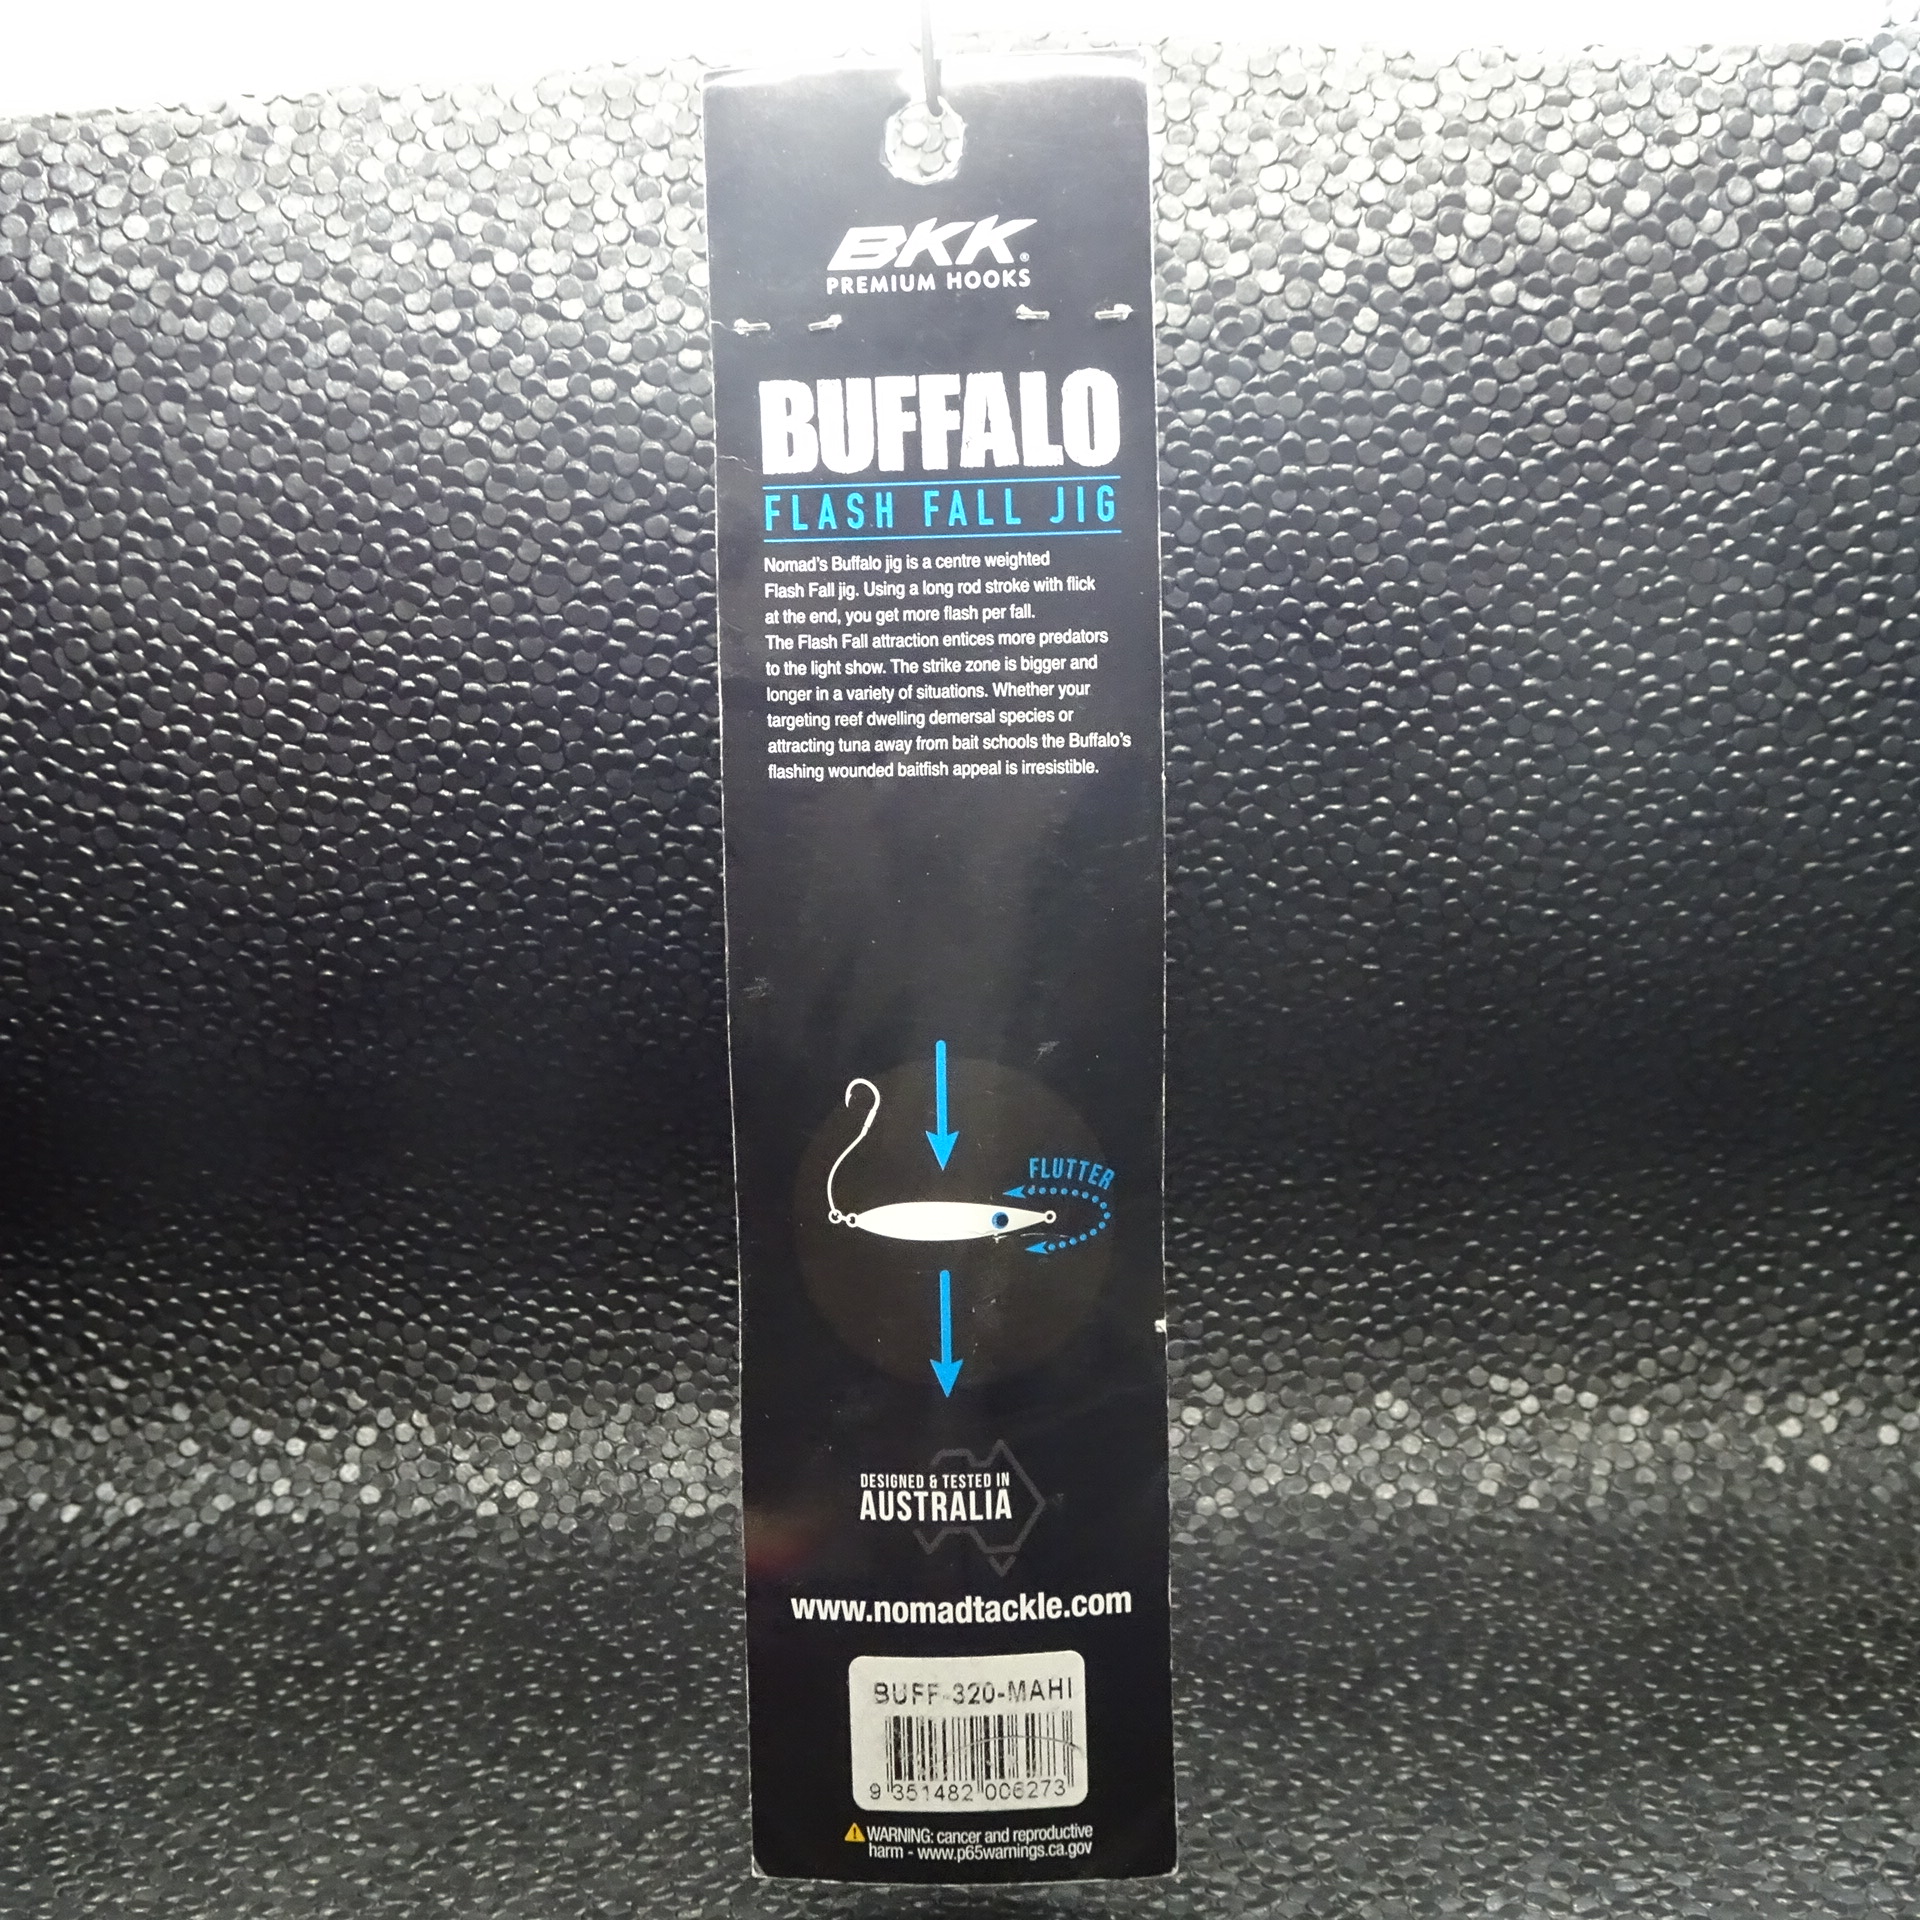 BKK®
PREMIUM HOOKS
BUFFALO
FLASH FALL JIG
Nomad's Buffalo jig is a centre weighted
Flash Fall jig. Using a long rod stroke with flick
at the end, you get more flash per fall.
The Flash Fall attraction entices more predators
to the light show. The strike zone is bigger and
longer in a variety of situations. Whether your
targeting reef dwelling demersal species or
attracting tuna away from bait schools the Buffalo's
flashing wounded baitfish appeal is irresistible.
FLUTTER
DESIGNED & TESTED IN
AUSTRALIA
www.nomadtackle.com
BUFF-320-MAHI
9 351482 006273
WARNING: cancer and reproductive
harm - www.p65warnings.ca.gov